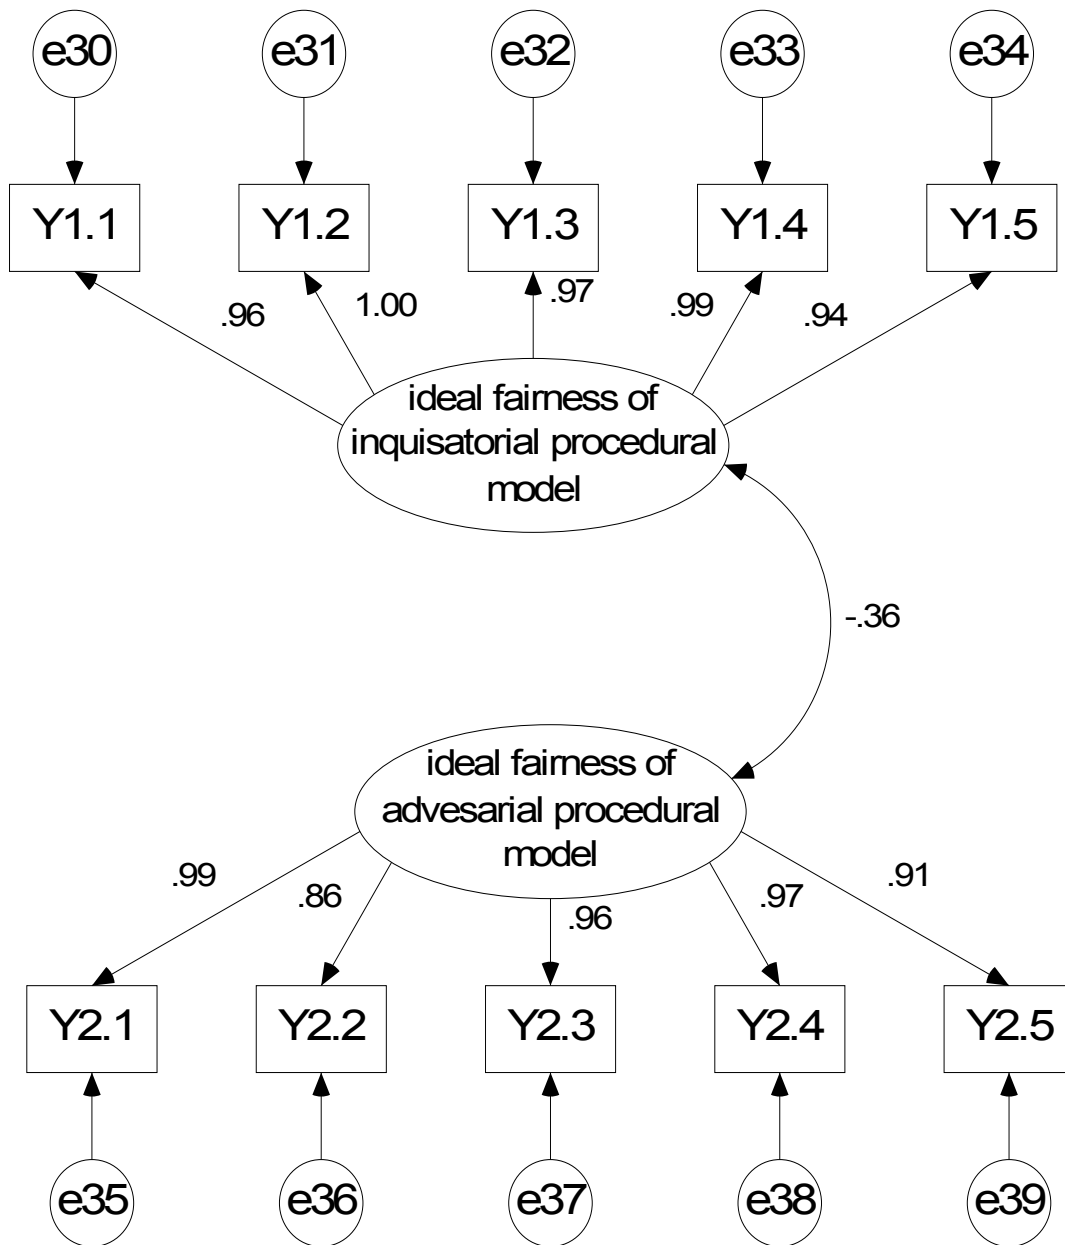 e30 e31 e32 e33 e34
Y1.1 Y1.2 Y1.3 Y1.4 Y1.5
.96 1.00 .97 .99 .94
ideal fairness of
inquisatorial procedural
model
-.36
ideal fairness of
advesarial procedural
model
.99 .86 .96 .97 .91
Y2.1 Y2.2 Y2.3 Y2.4 Y2.5
e35 e36 e37 e38 e39